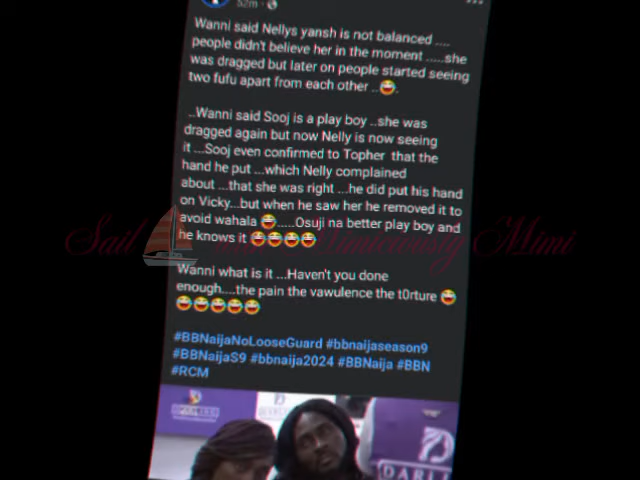 52m
Wanni said Nellys yansh is not balanced ....
people didn't believe her in the moment .....she
was dragged but later on people started seeing
two fufu apart from each other ..😂.
..Wanni said Sooj is a play boy ..she was
dragged again but now Nelly is now seeing
it ...Sooj even confirmed to Topher that the
hand he put ...which Nelly complained
about ...that she was right ...he did put his hand
on Vicky...but when he saw her he removed it to
avoid wahala 😂.....Osuji na better play boy and
he knows it 😂😂😂😂
Sail Mimi
Wanni what is it ...Haven't you done
enough....the pain the vawulence the t0rture 😂
😂😂😂😂😂
#BBNaijaNoLooseGuard #bbnaijaseason9
#BBNaijaS9 #bbnaija2024 #BBNaija #BBN
#RCM